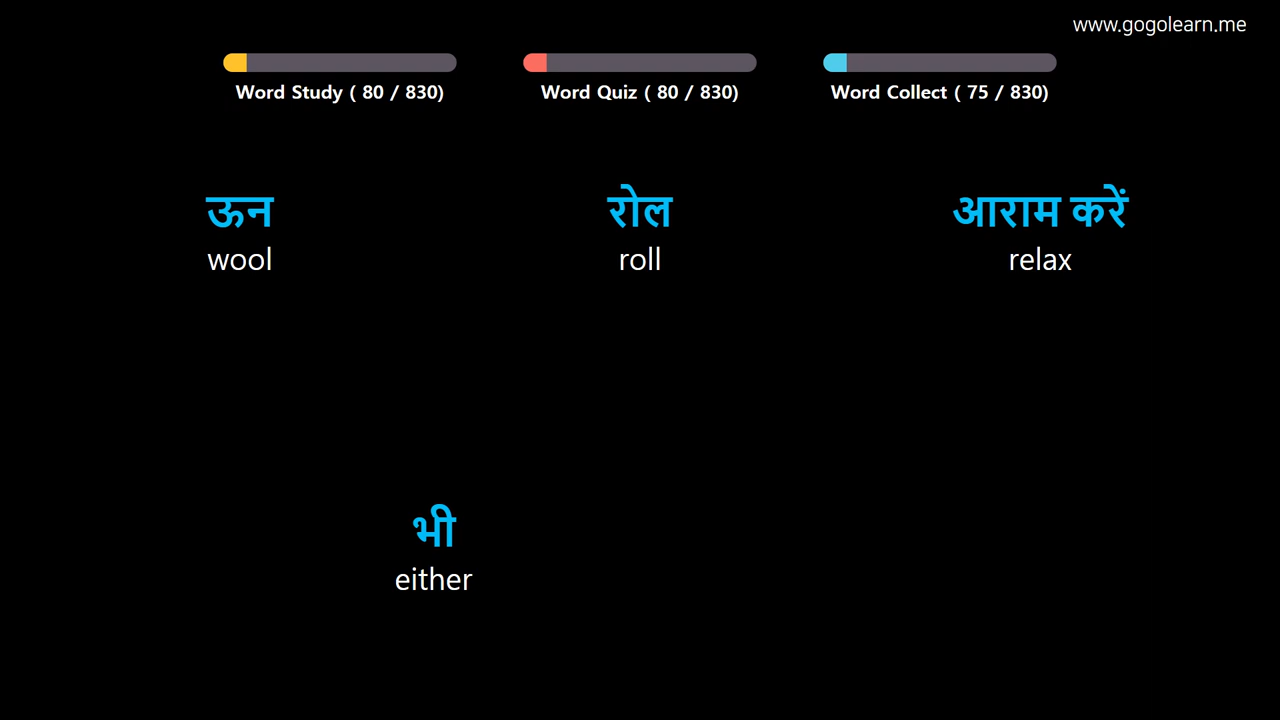 www.gogolearn.me
Word Study ( 80 / 830)
Word Quiz ( 80 / 830)
Word Collect ( 75 / 830)
ऊन
wool
रोल
roll
आराम करें
relax
भी
either